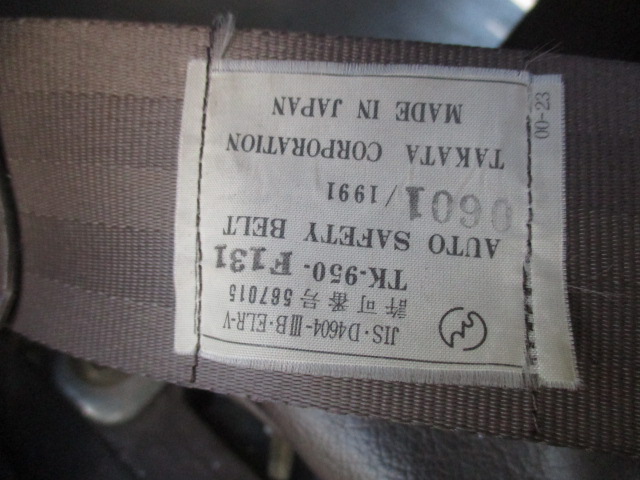 JIS・D4604-ⅢB・ELR-V
許可番号 567015
TK-950-F131
AUTO SAFETY BELT
0601/1991
TAKATA CORPORATION
MADE IN JAPAN
00-23